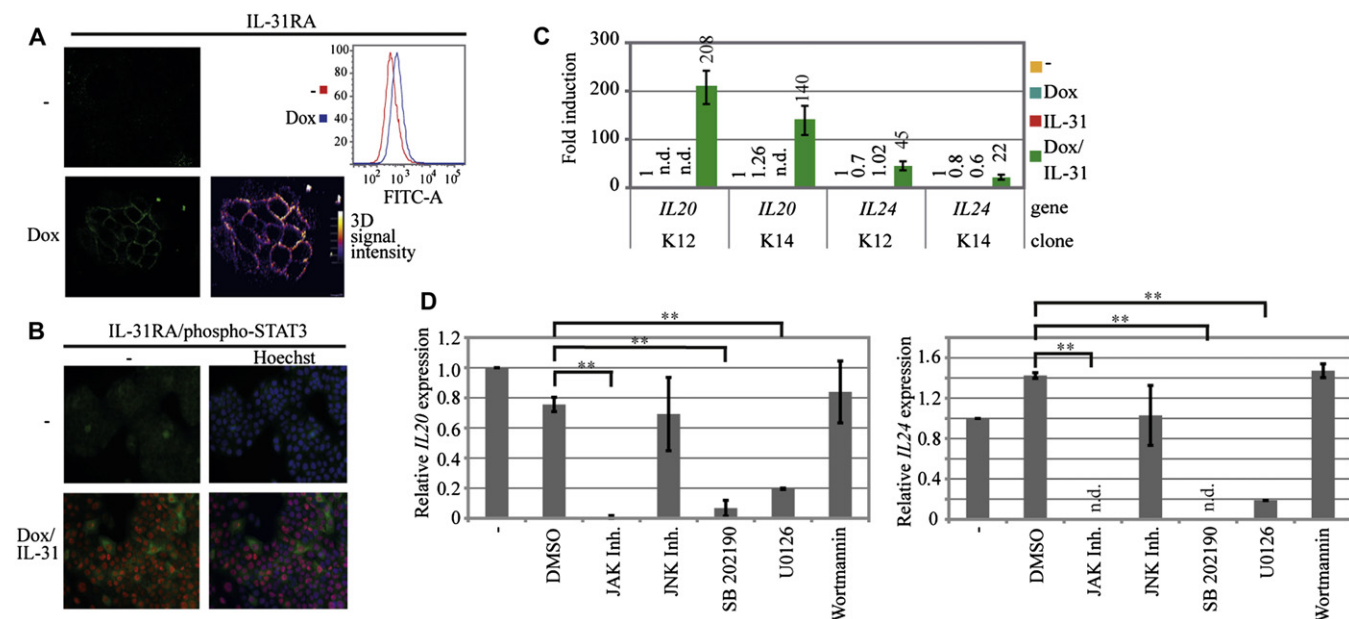 A
IL-31RA
-
- 
Dox
100
80
60
40
20
10² 10³ 10⁴ 10⁵
FITC-A
Dox
3D
signal
intensity
B
IL-31RA/phospho-STAT3
- Hoechst
-
Dox/
IL-31
C
Fold induction
300
200
100
0
1 n.d. n.d. 208
1 1.26 n.d. 140
1 0.7 1.02 45
1 0.8 0.6 22
IL20 IL20 IL24 IL24 gene
K12 K14 K12 K14 clone
-
Dox
IL-31
Dox/
IL-31
D
Relative IL20 expression
1.2
1.0
0.8
0.6
0.4
0.2
0
**
**
**
- DMSO JAK Inh. JNK Inh. SB 202190 U0126 Wortmannin
Relative IL24 expression
1.6
1.2
0.8
0.4
0
**
**
**
n.d. n.d.
- DMSO JAK Inh. JNK Inh. SB 202190 U0126 Wortmannin